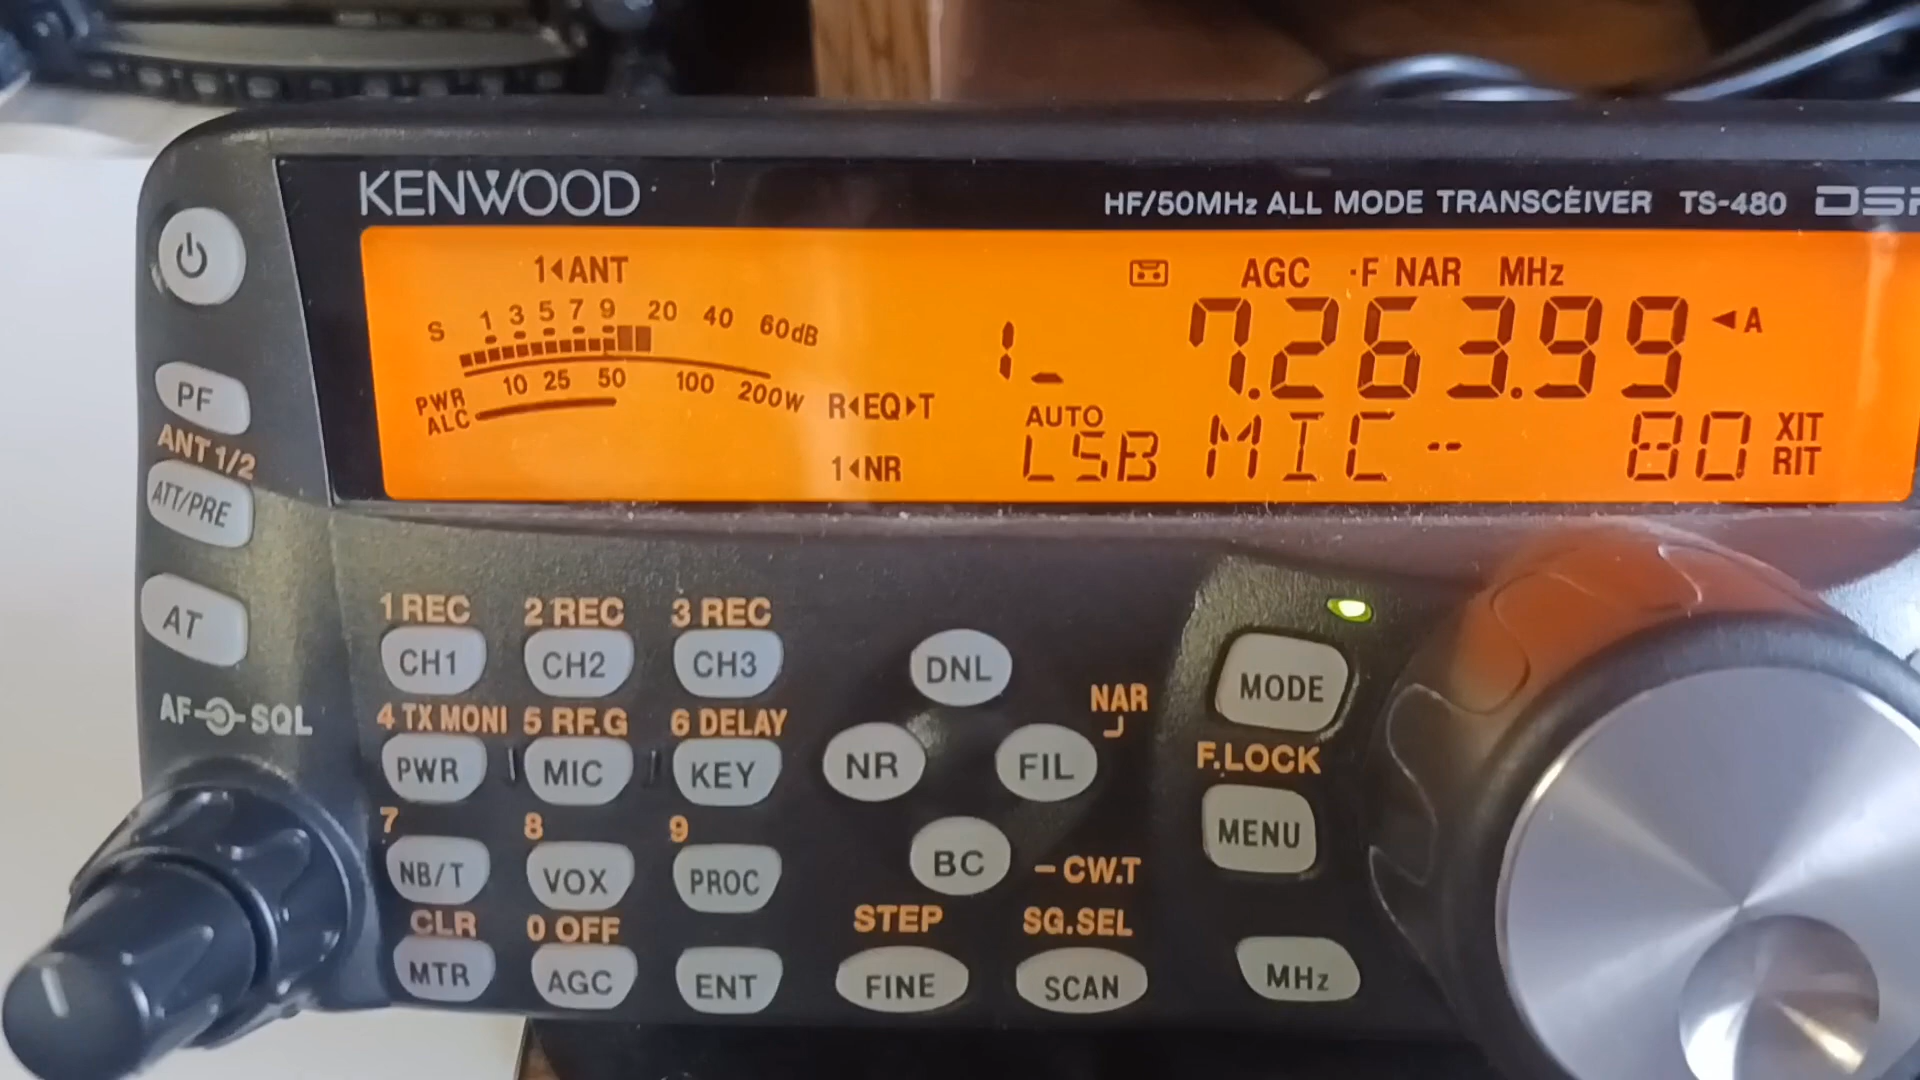 KENWOOD
HF/50MHz ALL MODE TRANSCEIVER TS-480
1◂ANT
AGC ·F NAR MHz
S 1 3 5 7 9 20 40 60dB
7.263.99 ◂A
1_
PWR 10 25 50 100 200W
ALC
R◂EQ▸T
AUTO
1◂NR
LSB MIC-- 80
XIT
RIT
PF
ANT 1/2
ATT/PRE
AT
AF SQL
1 REC 2 REC 3 REC
CH1 CH2 CH3
4 TX MONI 5 RF.G 6 DELAY
PWR MIC KEY
7 8 9
NB/T VOX PROC
CLR 0 OFF
MTR AGC ENT
DNL
NAR
NR FIL
BC
-CW.T
STEP SG.SEL
FINE SCAN
MODE
F.LOCK
MENU
MHz